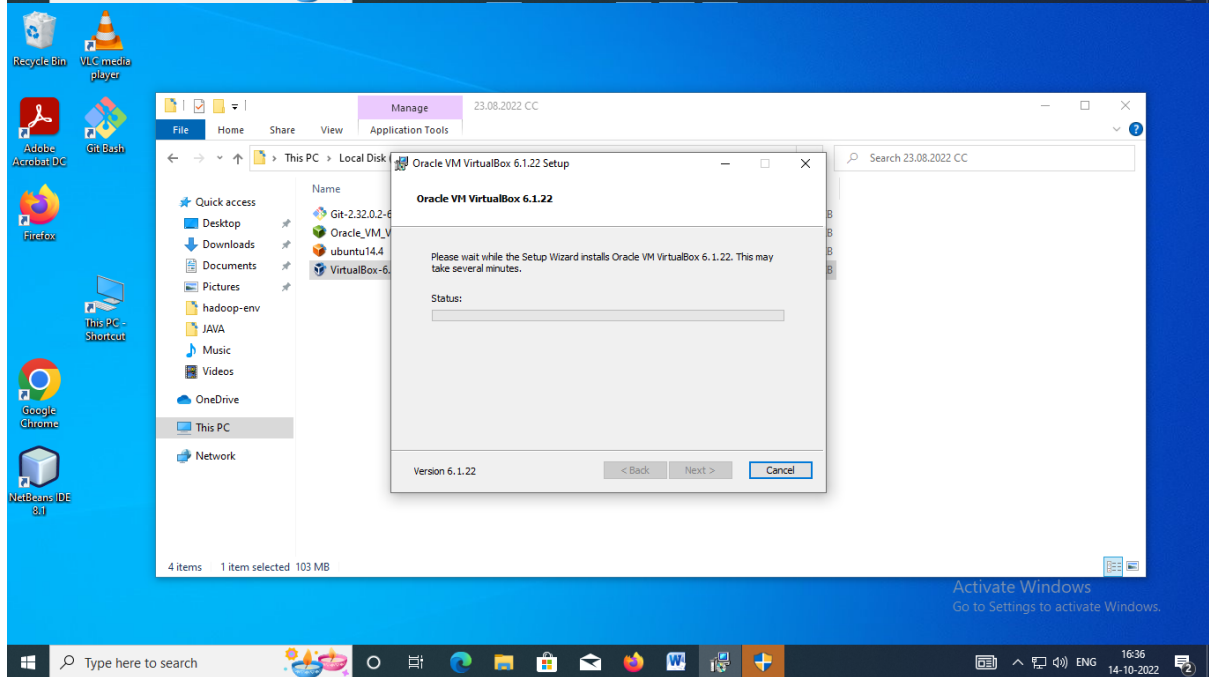 Recycle Bin
VLC media
player
Adobe
Acrobat DC
Git Bash
Firefox
This PC -
Shortcut
Google
Chrome
NetBeans IDE
8.1
Manage
23.08.2022 CC
File
Home
Share
View
Application Tools
This PC
Local Disk
Search 23.08.2022 CC
Quick access
Desktop
Downloads
Documents
Pictures
hadoop-env
JAVA
Music
Videos
OneDrive
This PC
Network
Name
Git-2.32.0.2-6
Oracle_VM_V
ubuntu14.4
VirtualBox-6.
Oracle VM VirtualBox 6.1.22 Setup
Oracle VM VirtualBox 6.1.22
Please wait while the Setup Wizard installs Oracle VM VirtualBox 6.1.22. This may
take several minutes.
Status:
Version 6.1.22
< Back
Next >
Cancel
4 items
1 item selected 103 MB
Activate Windows
Go to Settings to activate Windows.
Type here to search
ENG
16:36
14-10-2022
2